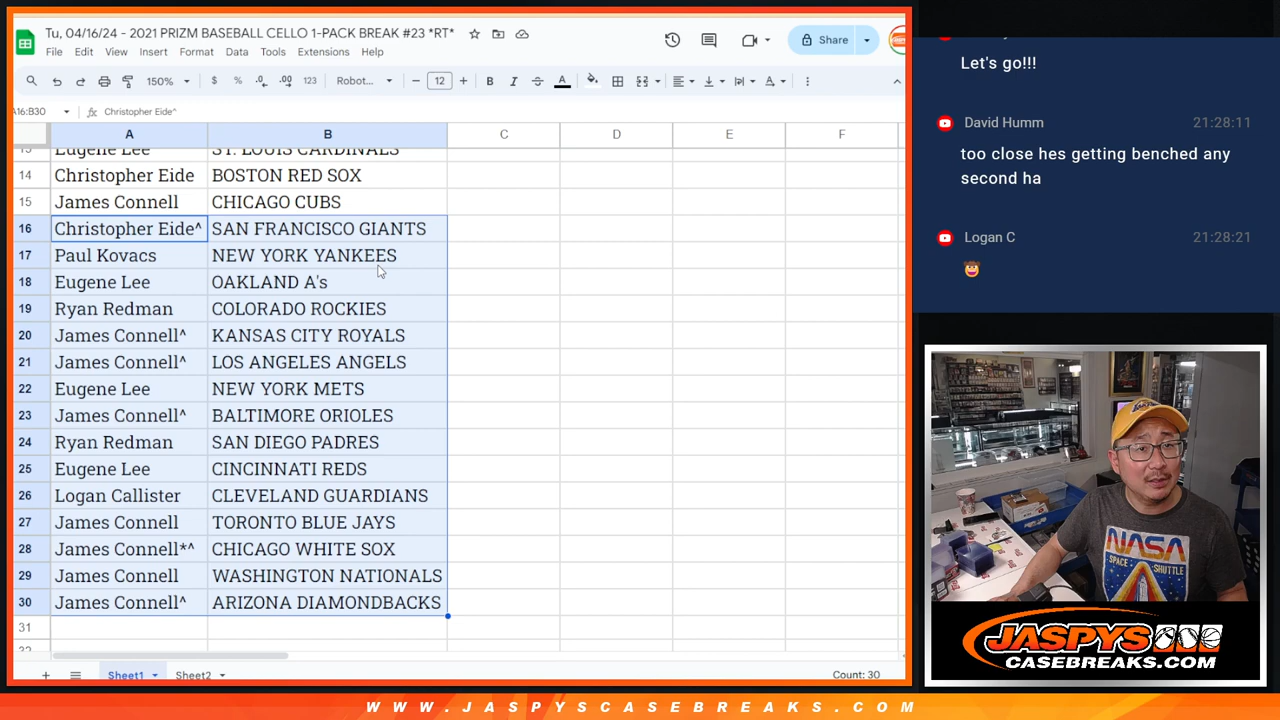 Tu, 04/16/24 - 2021 PRIZM BASEBALL CELLO 1-PACK BREAK #23 *RT*
File Edit View Insert Format Data Tools Extensions Help
Share
150% $ % .0 .00 123 Robot... 12 B I A
A16:B30 fx Christopher Eide^
A B C D E F
Eugene Lee ST. LOUIS CARDINALS
14 Christopher Eide BOSTON RED SOX
15 James Connell CHICAGO CUBS
16 Christopher Eide^ SAN FRANCISCO GIANTS
17 Paul Kovacs NEW YORK YANKEES
18 Eugene Lee OAKLAND A's
19 Ryan Redman COLORADO ROCKIES
20 James Connell^ KANSAS CITY ROYALS
21 James Connell^ LOS ANGELES ANGELS
22 Eugene Lee NEW YORK METS
23 James Connell^ BALTIMORE ORIOLES
24 Ryan Redman SAN DIEGO PADRES
25 Eugene Lee CINCINNATI REDS
26 Logan Callister CLEVELAND GUARDIANS
27 James Connell TORONTO BLUE JAYS
28 James Connell*^ CHICAGO WHITE SOX
29 James Connell WASHINGTON NATIONALS
30 James Connell^ ARIZONA DIAMONDBACKS
31
Sheet1 Sheet2 Count: 30
Let's go!!!
David Humm 21:28:11
too close hes getting benched any
second ha
Logan C 21:28:21
NASA
SPACE SHUTTLE
JASPYS
CASEBREAKS.COM
WWW.JASPYSCASEBREAKS.COM